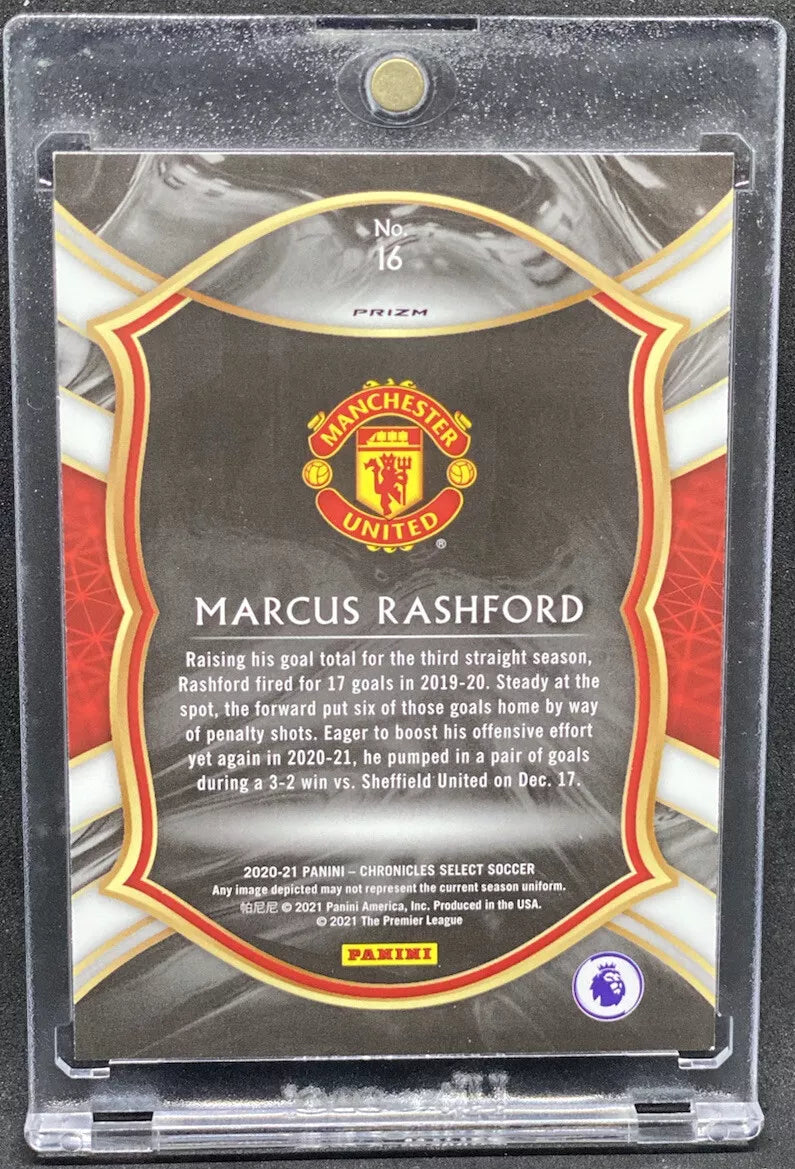 No.
16
PRIZM
MANCHESTER
UNITED
®
MARCUS RASHFORD
Raising his goal total for the third straight season,
Rashford fired for 17 goals in 2019-20. Steady at the
spot, the forward put six of those goals home by way
of penalty shots. Eager to boost his offensive effort
yet again in 2020-21, he pumped in a pair of goals
during a 3-2 win vs. Sheffield United on Dec. 17.
2020-21 PANINI – CHRONICLES SELECT SOCCER
Any image depicted may not represent the current season uniform.
帕尼尼 © 2021 Panini America, Inc. Produced in the USA.
© 2021 The Premier League
PANINI